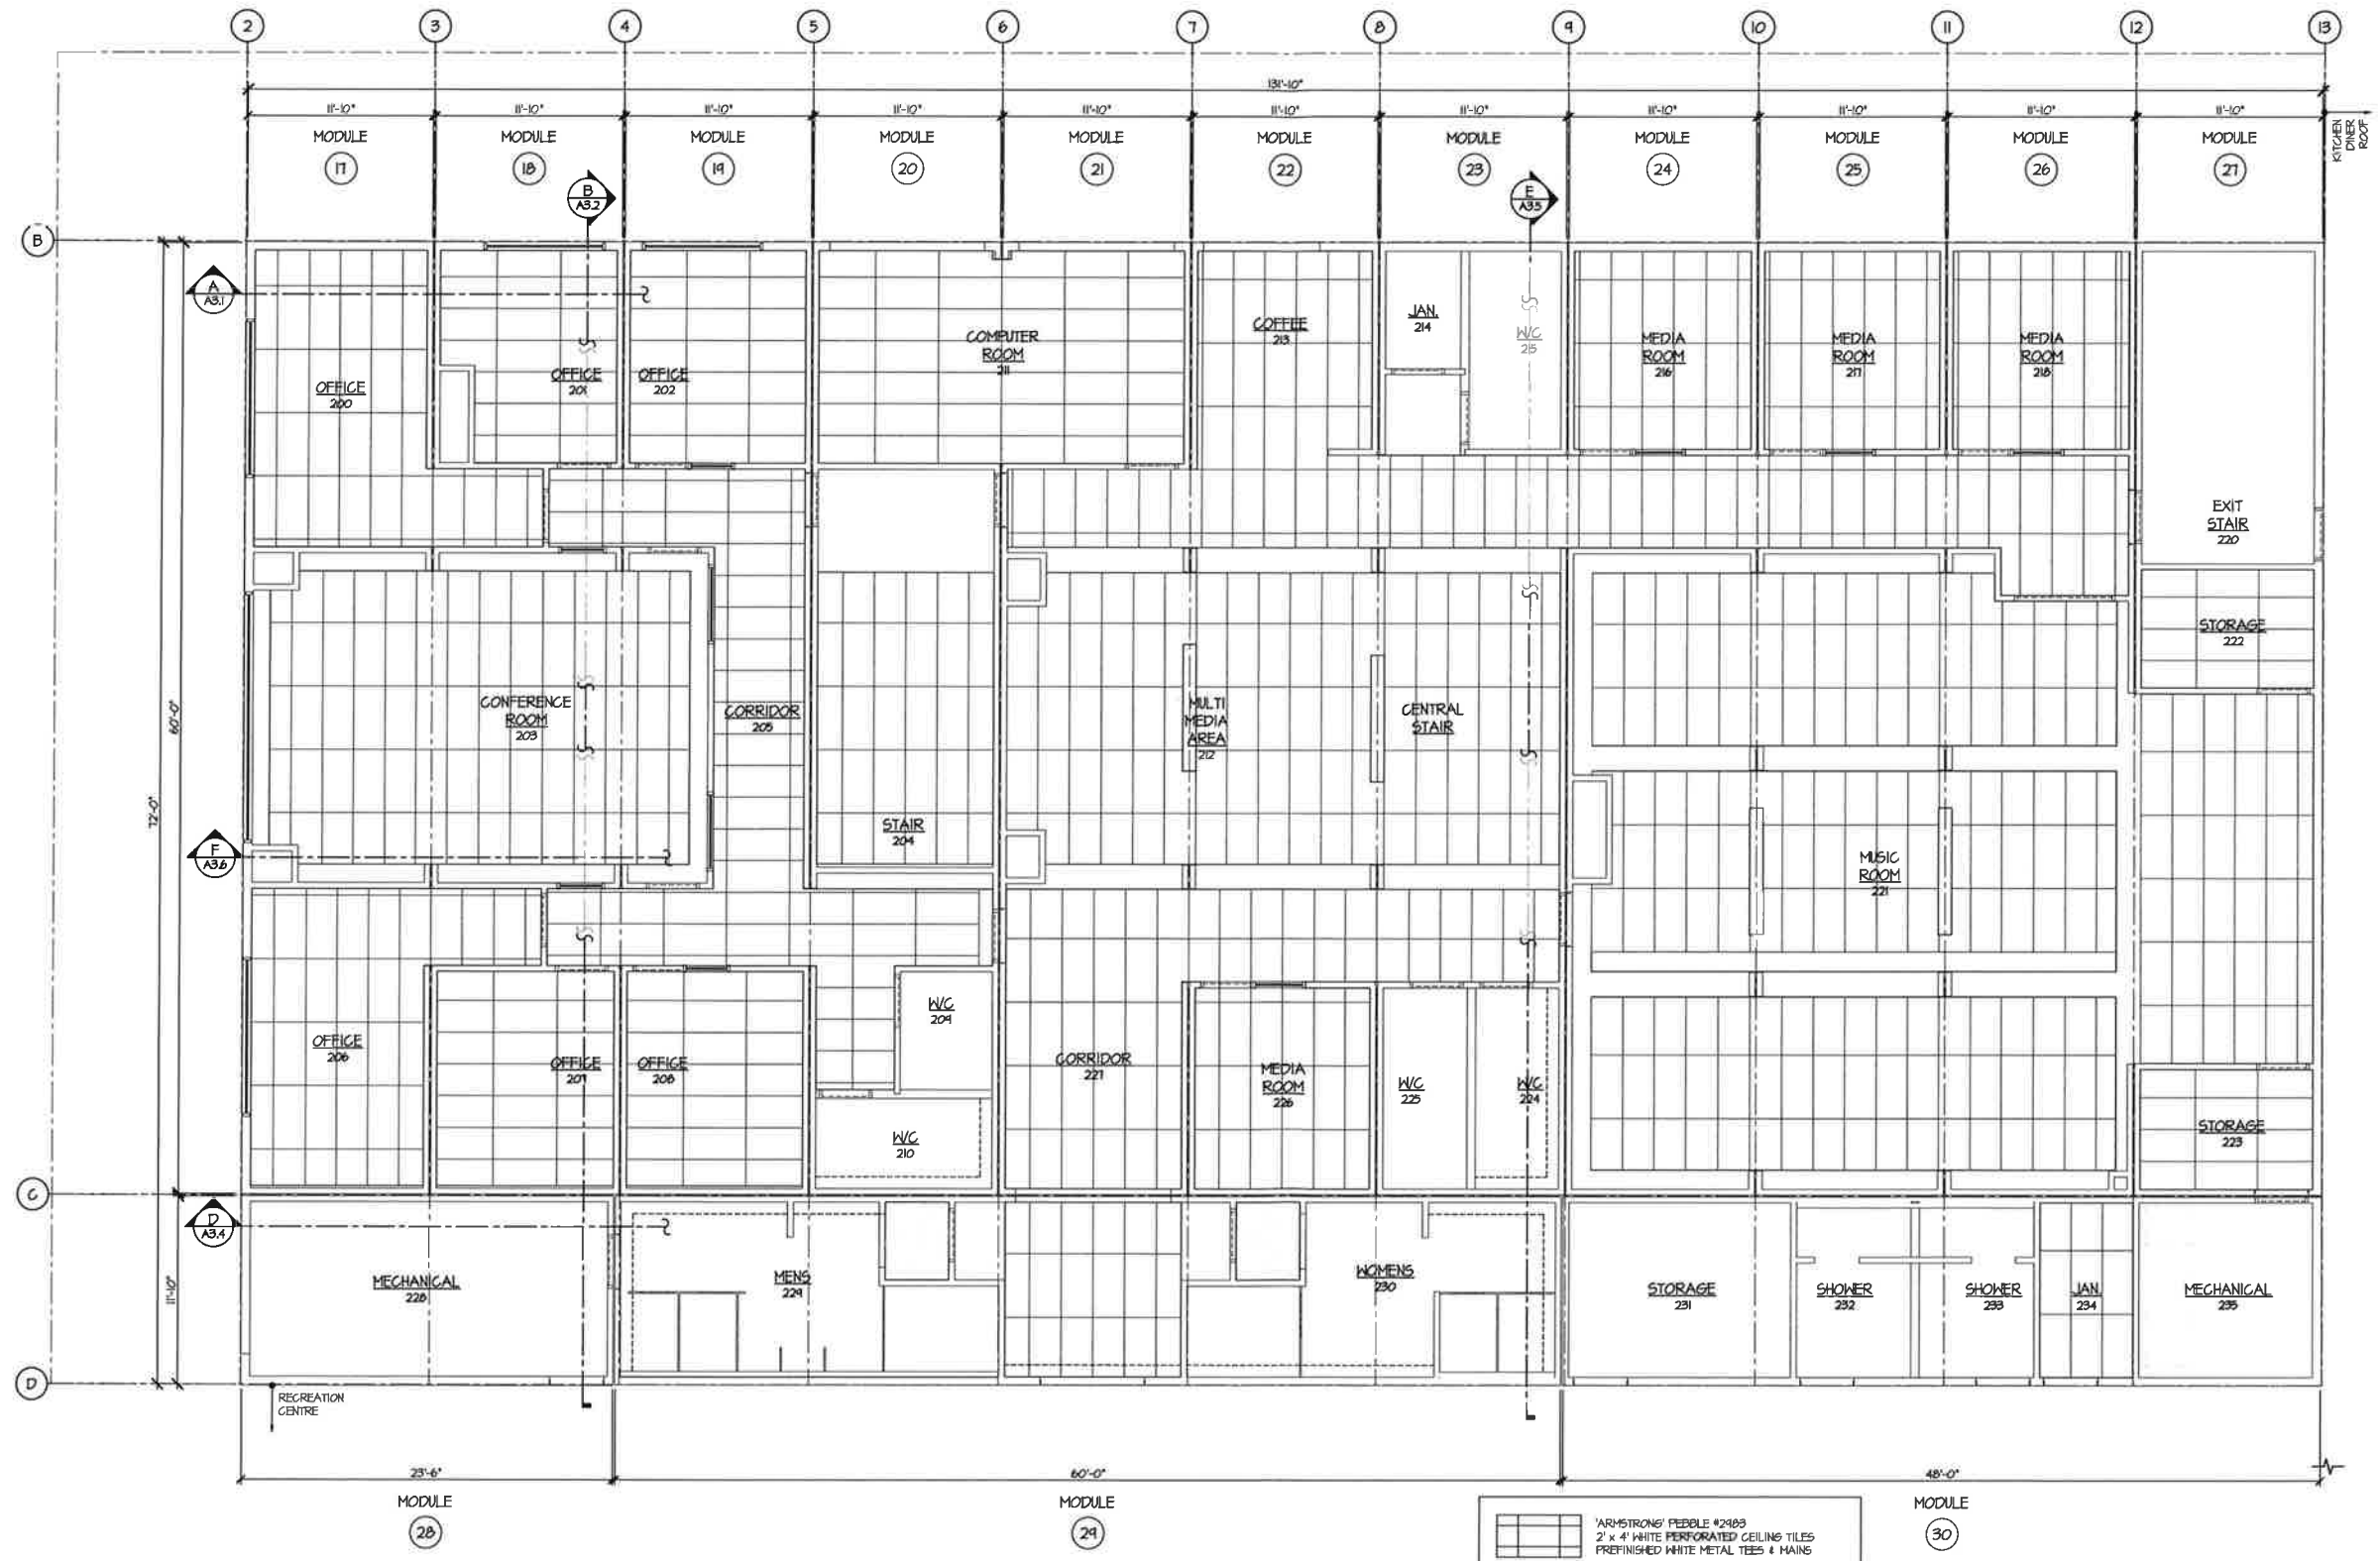 2 3 4 5 6 7 8 9 10 11 12 13
131'-10"
11'-10" 11'-10" 11'-10" 11'-10" 11'-10" 11'-10" 11'-10" 11'-10" 11'-10" 11'-10" 11'-10"
MODULE MODULE MODULE MODULE MODULE MODULE MODULE MODULE MODULE MODULE MODULE
17 18 19 20 21 22 23 24 25 26 27
KITCHEN
DINER
ROOF
B
A3.2
E
A3.5
B
A
A3.1
OFFICE
200
OFFICE
201
OFFICE
202
COMPUTER
ROOM
211
COFFEE
213
JAN.
214
W/C
215
MEDIA
ROOM
216
MEDIA
ROOM
217
MEDIA
ROOM
218
EXIT
STAIR
220
STORAGE
222
CONFERENCE
ROOM
203
CORRIDOR
205
STAIR
204
MULTI
MEDIA
AREA
212
CENTRAL
STAIR
MUSIC
ROOM
221
60'-0"
72'-0"
F
A3.6
OFFICE
206
OFFICE
207
OFFICE
208
W/C
209
W/C
210
CORRIDOR
227
MEDIA
ROOM
226
W/C
225
W/C
224
STORAGE
223
C
D
A3.4
11'-10"
MECHANICAL
228
MENS
229
WOMENS
230
STORAGE
231
SHOWER
232
SHOWER
233
JAN.
234
MECHANICAL
235
D
RECREATION
CENTRE
23'-6" 60'-0" 48'-0"
MODULE MODULE MODULE
28 29 30
'ARMSTRONG' PEBBLE #2983
2' x 4' WHITE PERFORATED CEILING TILES
PREFINISHED WHITE METAL TEES & MAINS